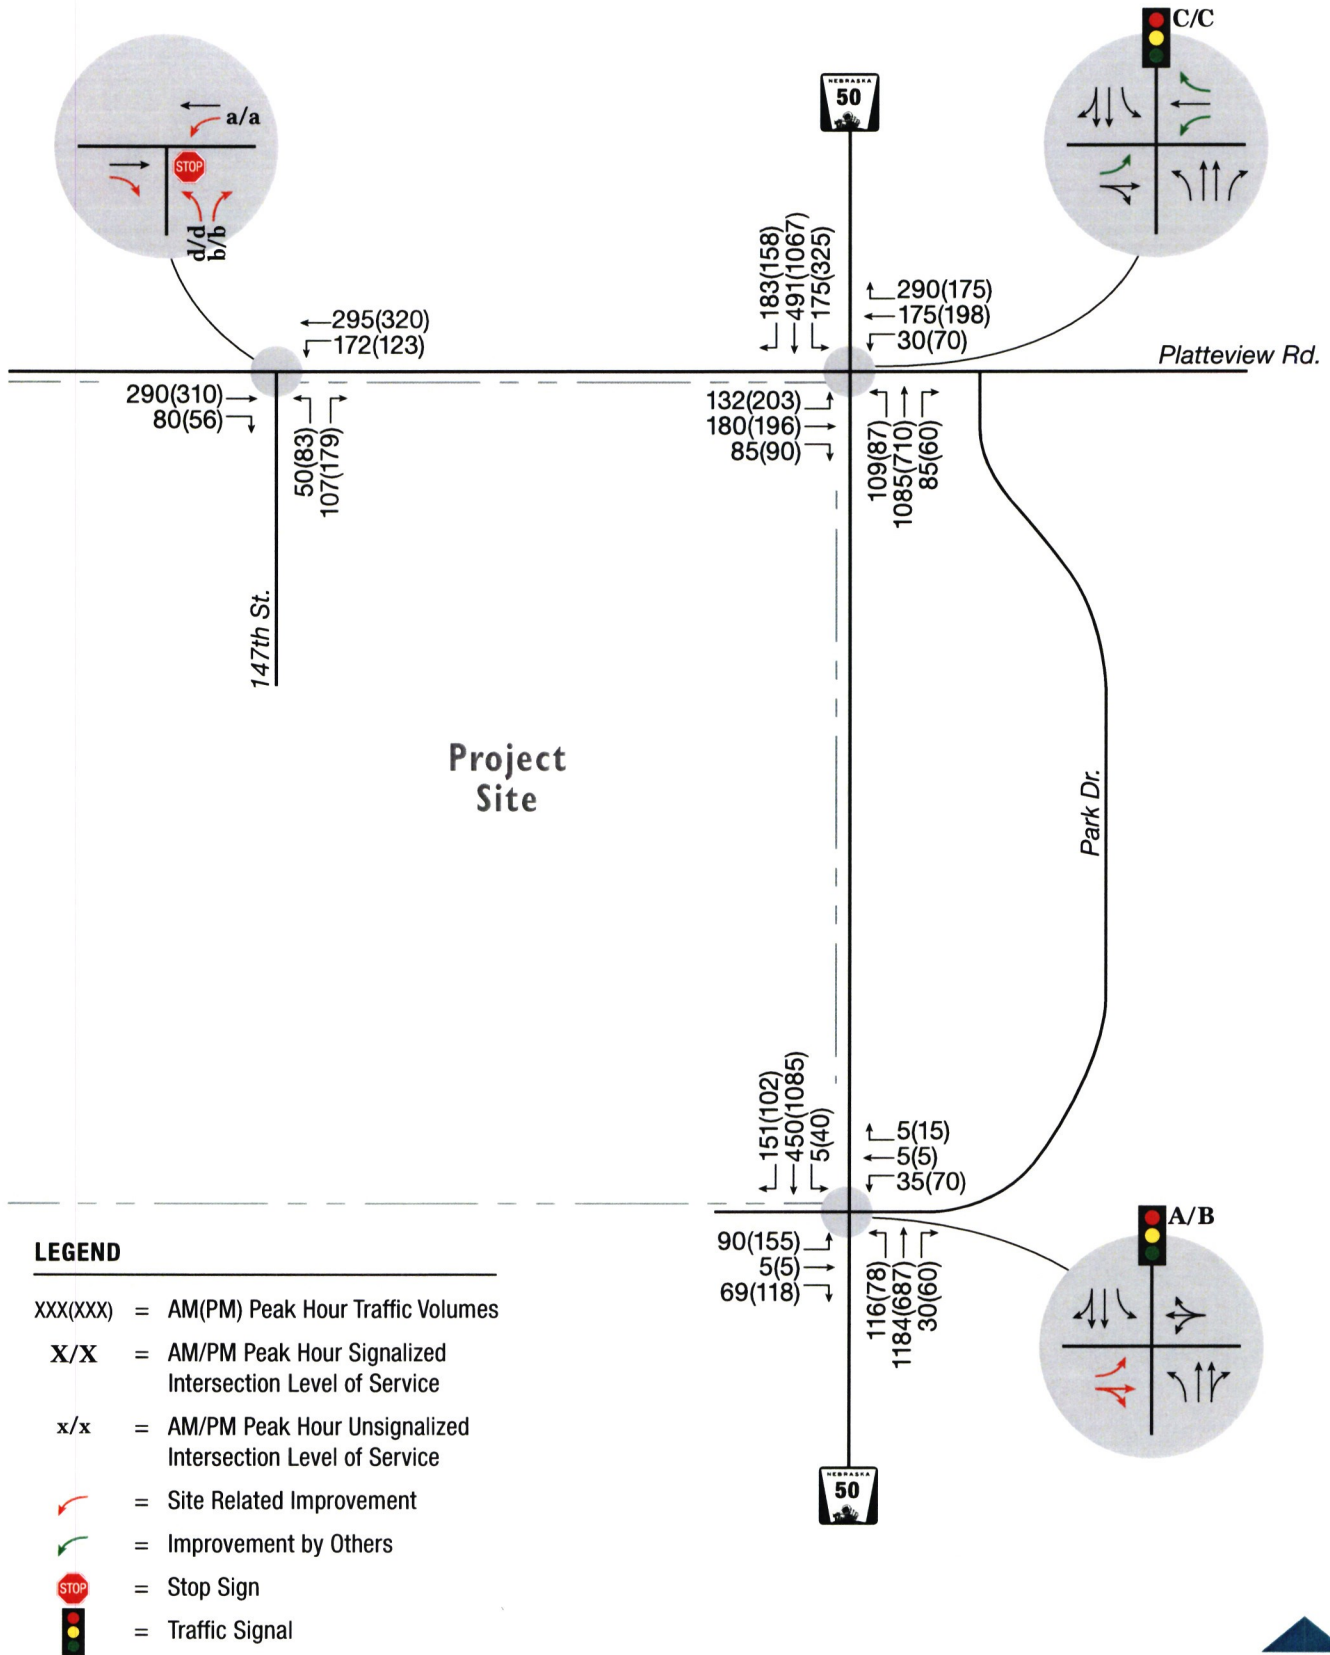 C/C
NEBRASKA
50
a/a
STOP
d/d
b/b
183(158)
491(1067)
175(325)
290(175)
175(198)
30(70)
295(320)
172(123)
Platteview Rd.
290(310)
80(56)
50(83)
107(179)
132(203)
180(196)
85(90)
109(87)
1085(710)
85(60)
147th St.
Project
Site
Park Dr.
151(102)
450(1085)
5(40)
5(15)
5(5)
35(70)
A/B
90(155)
5(5)
69(118)
116(78)
1184(687)
30(60)
NEBRASKA
50
LEGEND
XXX(XXX) = AM(PM) Peak Hour Traffic Volumes
X/X = AM/PM Peak Hour Signalized
Intersection Level of Service
x/x = AM/PM Peak Hour Unsignalized
Intersection Level of Service
= Site Related Improvement
= Improvement by Others
STOP = Stop Sign
= Traffic Signal